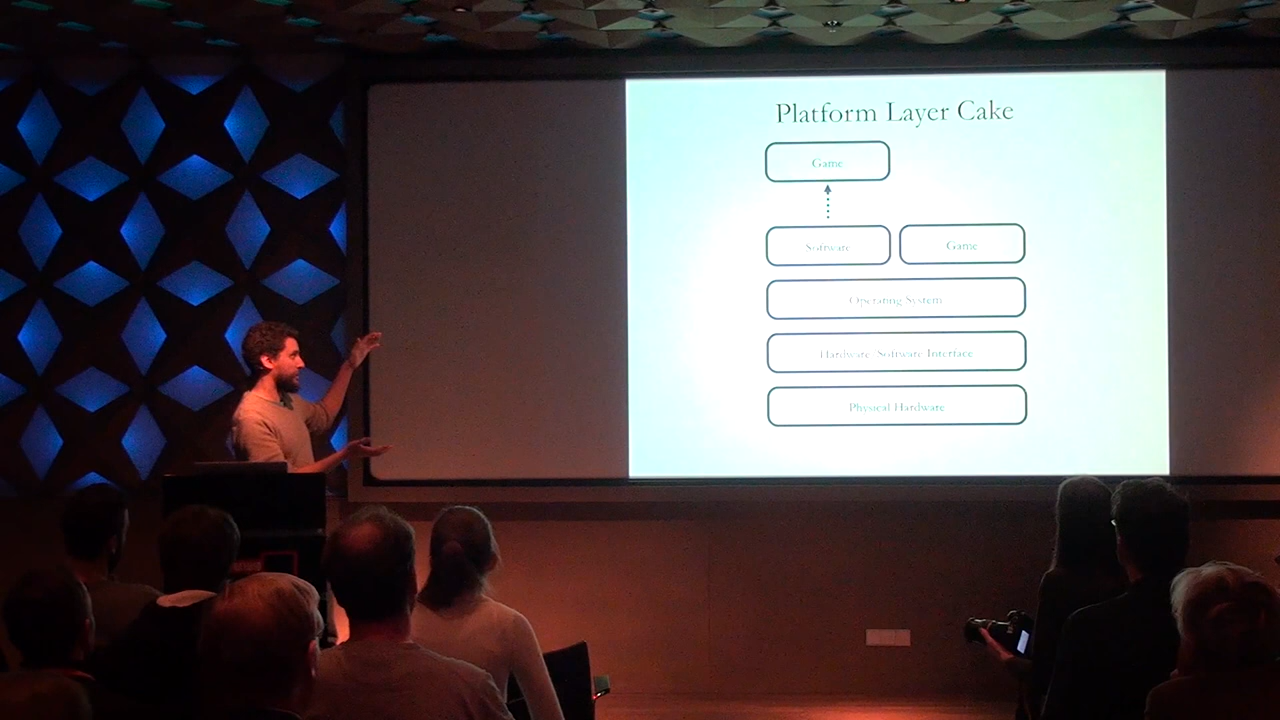 Platform Layer Cake
Game
Software
Game
Operating System
Hardware/Software Interface
Physical Hardware